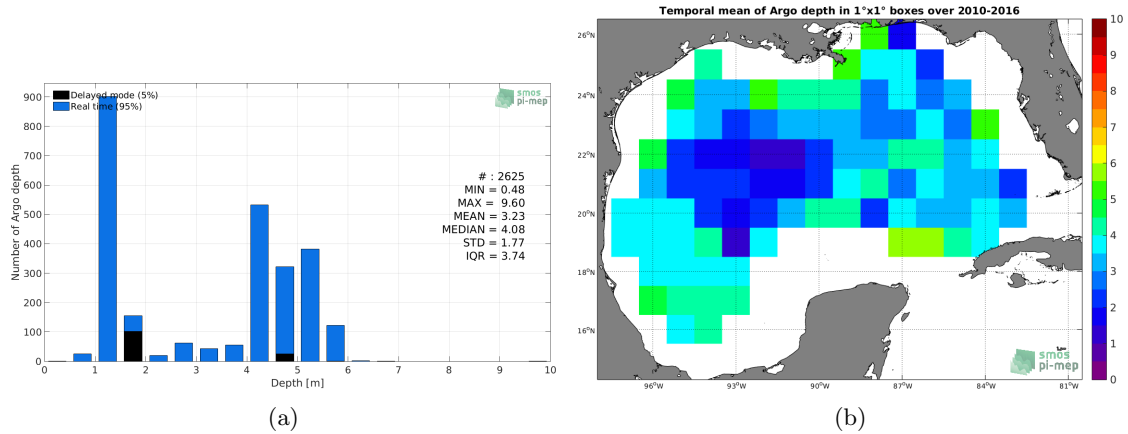 Temporal mean of Argo depth in 1°x1° boxes over 2010-2016
Delayed mode (5%)
Real time (95%)
smos
pi-mep
# : 2625
MIN = 0.48
MAX = 9.60
MEAN = 3.23
MEDIAN = 4.08
STD = 1.77
IQR = 3.74
Number of Argo depth
900
800
700
600
500
400
300
200
100
0
0 1 2 3 4 5 6 7 8 9 10
Depth [m]
(a)
26°N
24°N
22°N
20°N
18°N
16°N
96°W 93°W 90°W 87°W 84°W 81°W
smos
pi-mep
10
9
8
7
6
5
4
3
2
1
0
(b)